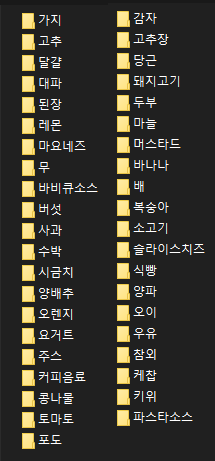 가지
고추
달걀
대파
된장
레몬
마요네즈
무
바비큐소스
버섯
사과
수박
시금치
양배추
오렌지
요거트
주스
커피음료
콩나물
토마토
포도
감자
고추장
당근
돼지고기
두부
마늘
머스타드
바나나
배
복숭아
소고기
슬라이스치즈
식빵
양파
오이
우유
참외
케찹
키위
파스타소스